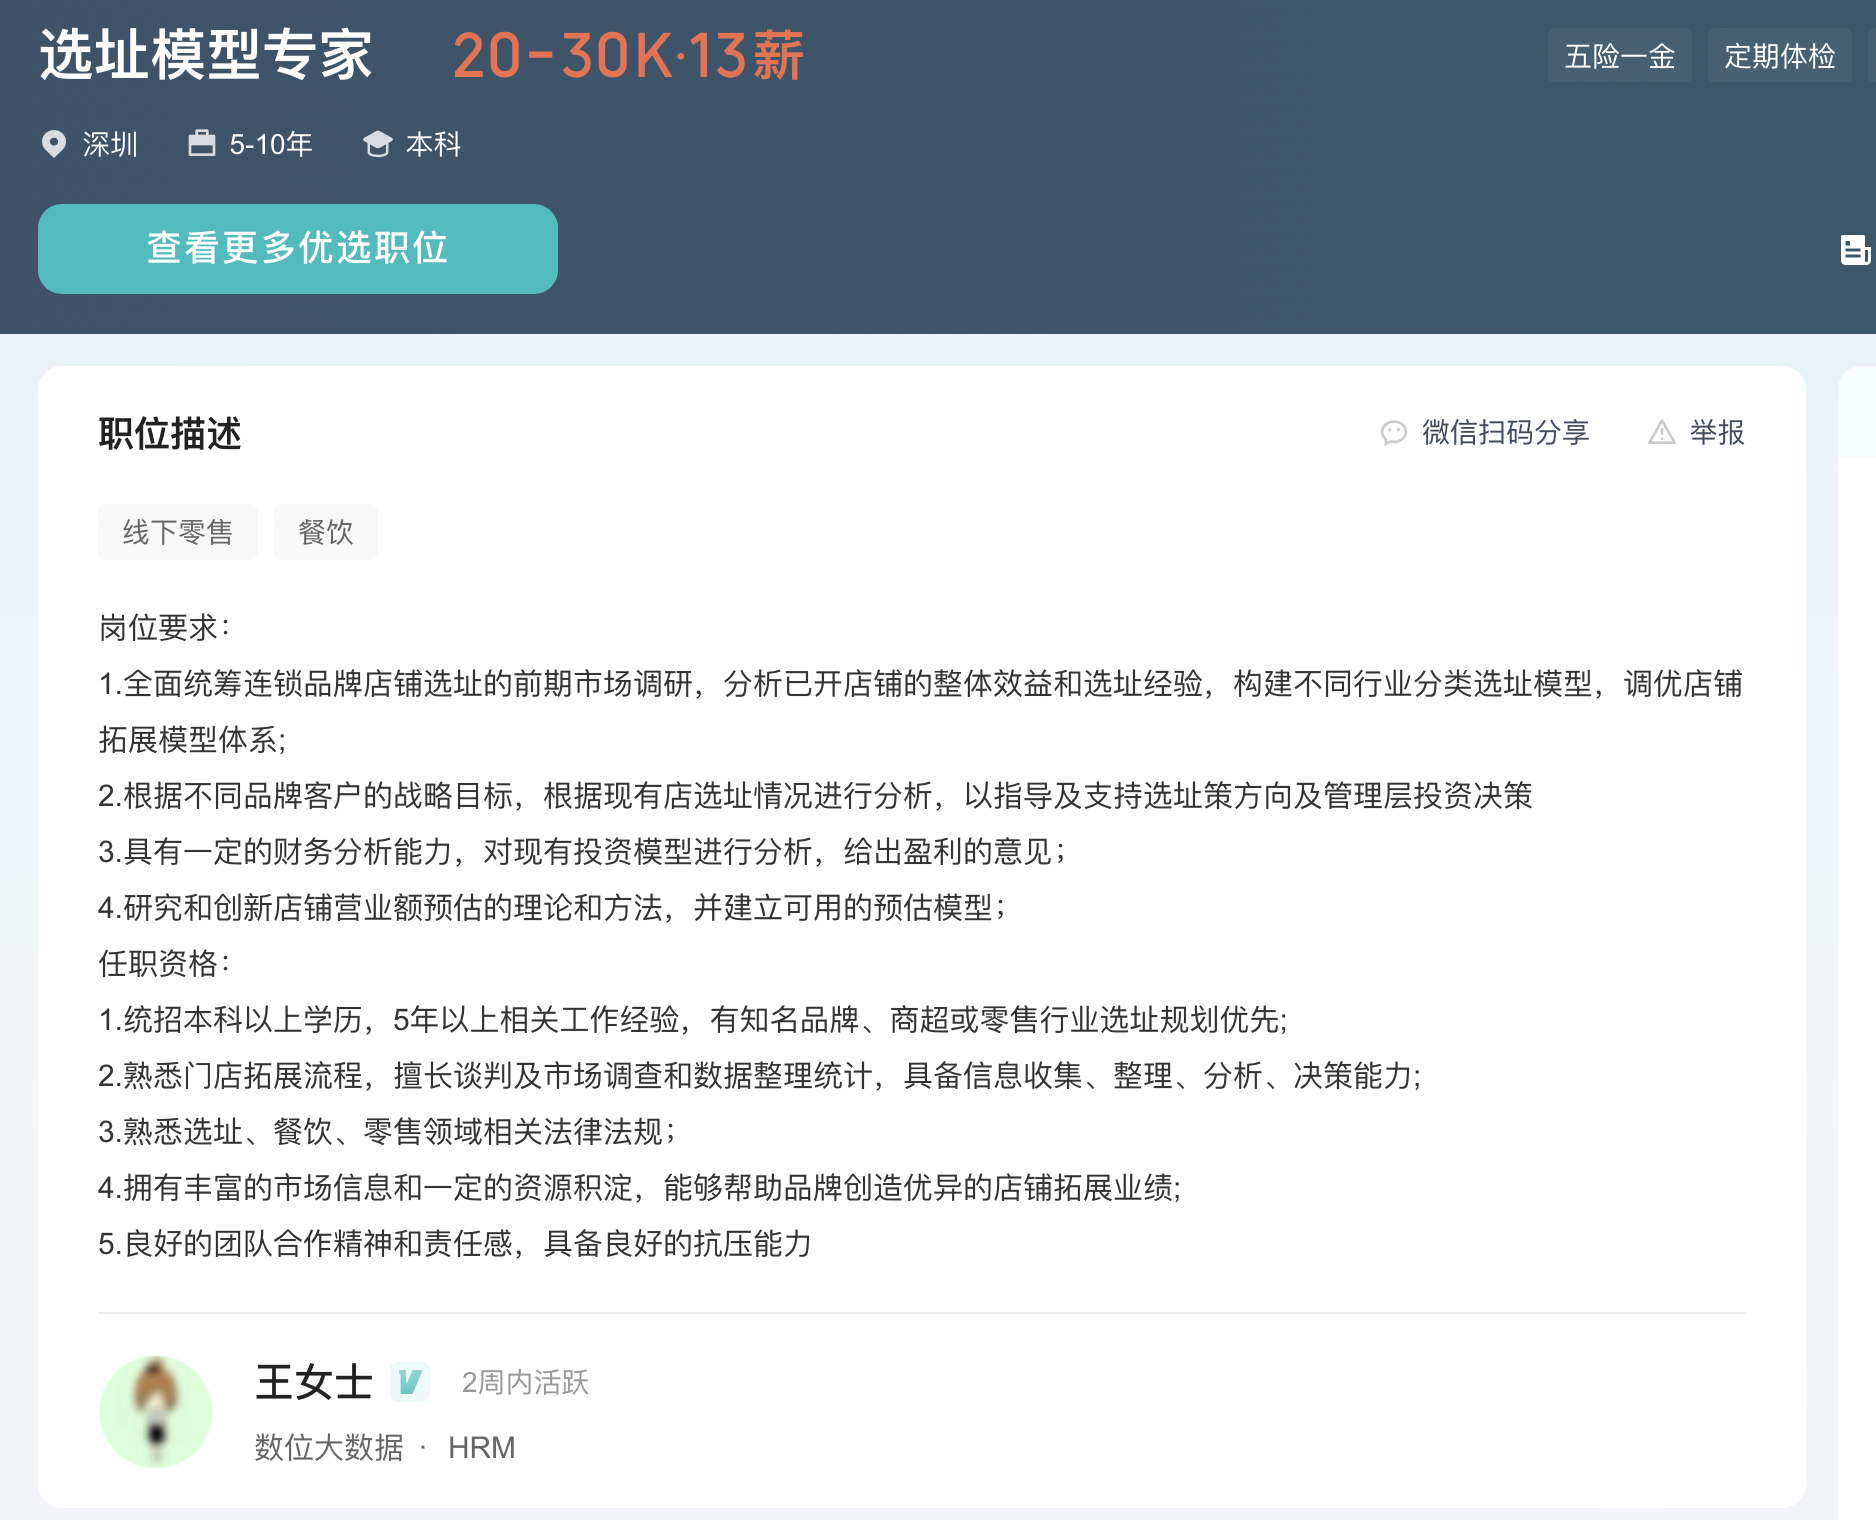 选址模型专家 20-30K·13薪 五险一金 定期体检
深圳 5-10年 本科
查看更多优选职位
职位描述 微信扫码分享 举报
线下零售 餐饮
岗位要求：
1.全面统筹连锁品牌店铺选址的前期市场调研，分析已开店铺的整体效益和选址经验，构建不同行业分类选址模型，调优店铺
拓展模型体系;
2.根据不同品牌客户的战略目标，根据现有店选址情况进行分析，以指导及支持选址策方向及管理层投资决策
3.具有一定的财务分析能力，对现有投资模型进行分析，给出盈利的意见；
4.研究和创新店铺营业额预估的理论和方法，并建立可用的预估模型；
任职资格：
1.统招本科以上学历，5年以上相关工作经验，有知名品牌、商超或零售行业选址规划优先;
2.熟悉门店拓展流程，擅长谈判及市场调查和数据整理统计，具备信息收集、整理、分析、决策能力;
3.熟悉选址、餐饮、零售领域相关法律法规；
4.拥有丰富的市场信息和一定的资源积淀，能够帮助品牌创造优异的店铺拓展业绩;
5.良好的团队合作精神和责任感，具备良好的抗压能力
王女士 V 2周内活跃
数位大数据 · HRM